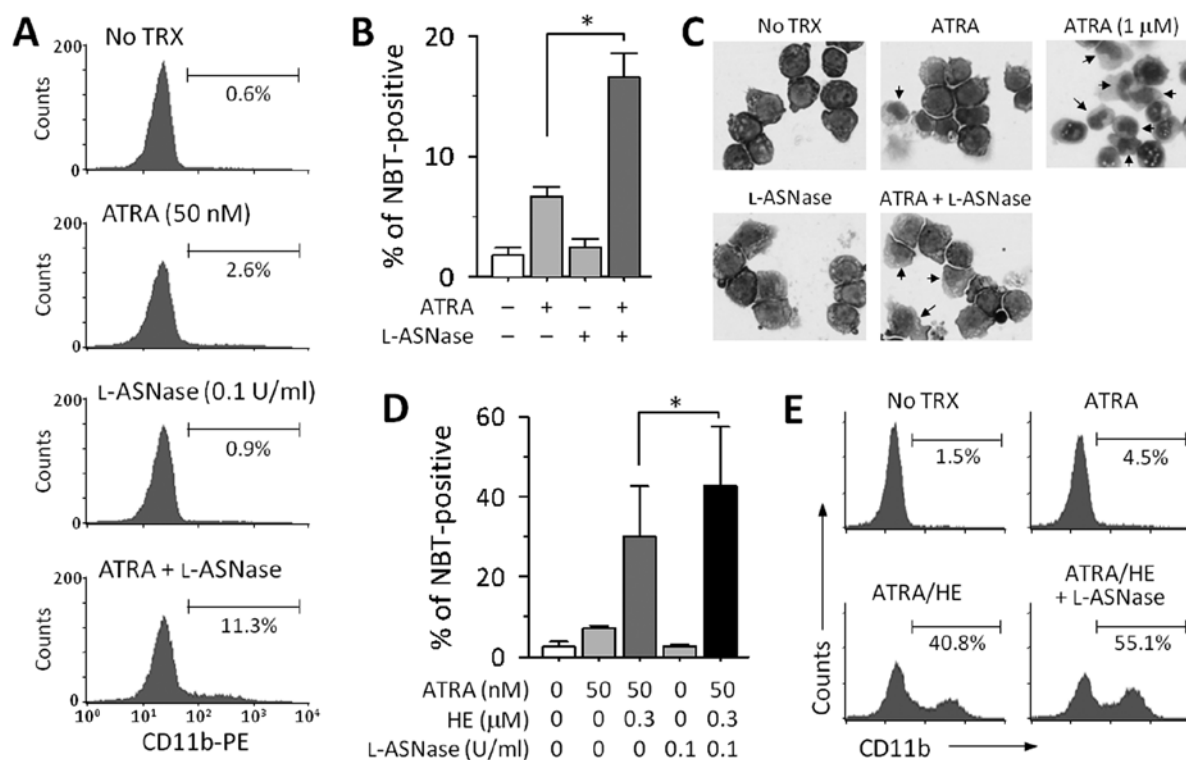 A
No TRX
200
Counts
0.6%
0
ATRA (50 nM)
200
Counts
2.6%
0
L-ASNase (0.1 U/ml)
200
Counts
0.9%
0
ATRA + L-ASNase
200
Counts
11.3%
0
10⁰ 10¹ 10² 10³ 10⁴
CD11b-PE
B
% of NBT-positive
20
10
0
*
ATRA − + − +
L-ASNase − − + +
C
No TRX
ATRA
ATRA (1 μM)
L-ASNase
ATRA + L-ASNase
D
% of NBT-positive
60
40
20
0
*
ATRA (nM) 0 50 50 0 50
HE (μM) 0 0 0.3 0 0.3
L-ASNase (U/ml) 0 0 0 0.1 0.1
E
No TRX
1.5%
ATRA
4.5%
ATRA/HE
40.8%
ATRA/HE
+ L-ASNase
55.1%
Counts
CD11b